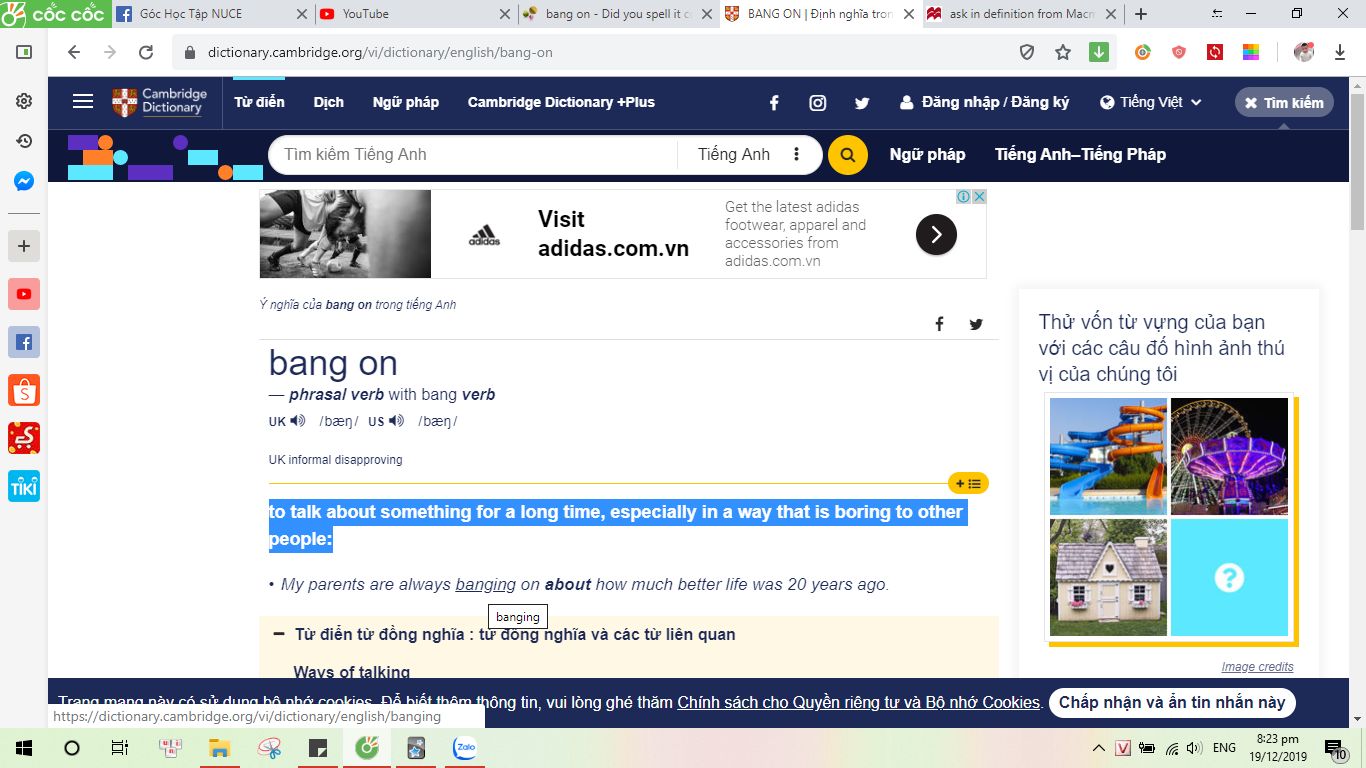 cốc cốc
Góc Học Tập NUCE
YouTube
bang on - Did you spell it c
BANG ON | Định nghĩa tron
ask in definition from Macm
dictionary.cambridge.org/vi/dictionary/english/bang-on
Cambridge
Dictionary
Từ điển
Dịch
Ngữ pháp
Cambridge Dictionary +Plus
Đăng nhập / Đăng ký
Tiếng Việt
Tìm kiếm
Tìm kiếm Tiếng Anh
Tiếng Anh
Ngữ pháp
Tiếng Anh–Tiếng Pháp
adidas
Visit
adidas.com.vn
Get the latest adidas
footwear, apparel and
accessories from
adidas.com.vn
Ý nghĩa của bang on trong tiếng Anh
bang on
— phrasal verb with bang verb
UK /bæŋ/ US /bæŋ/
UK informal disapproving
to talk about something for a long time, especially in a way that is boring to other
people:
• My parents are always banging on about how much better life was 20 years ago.
banging
Từ điển từ đồng nghĩa : từ đồng nghĩa và các từ liên quan
Ways of talking
Thử vốn từ vựng của bạn
với các câu đố hình ảnh thú
vị của chúng tôi
?
Image credits
Trang mạng này có sử dụng bộ nhớ cookies. Để biết thêm thông tin, vui lòng ghé thăm Chính sách cho Quyền riêng tư và Bộ nhớ Cookies.
Chấp nhận và ẩn tin nhắn này
https://dictionary.cambridge.org/vi/dictionary/english/banging
TIKI
Zalo
V
ENG
8:23 pm
19/12/2019
10